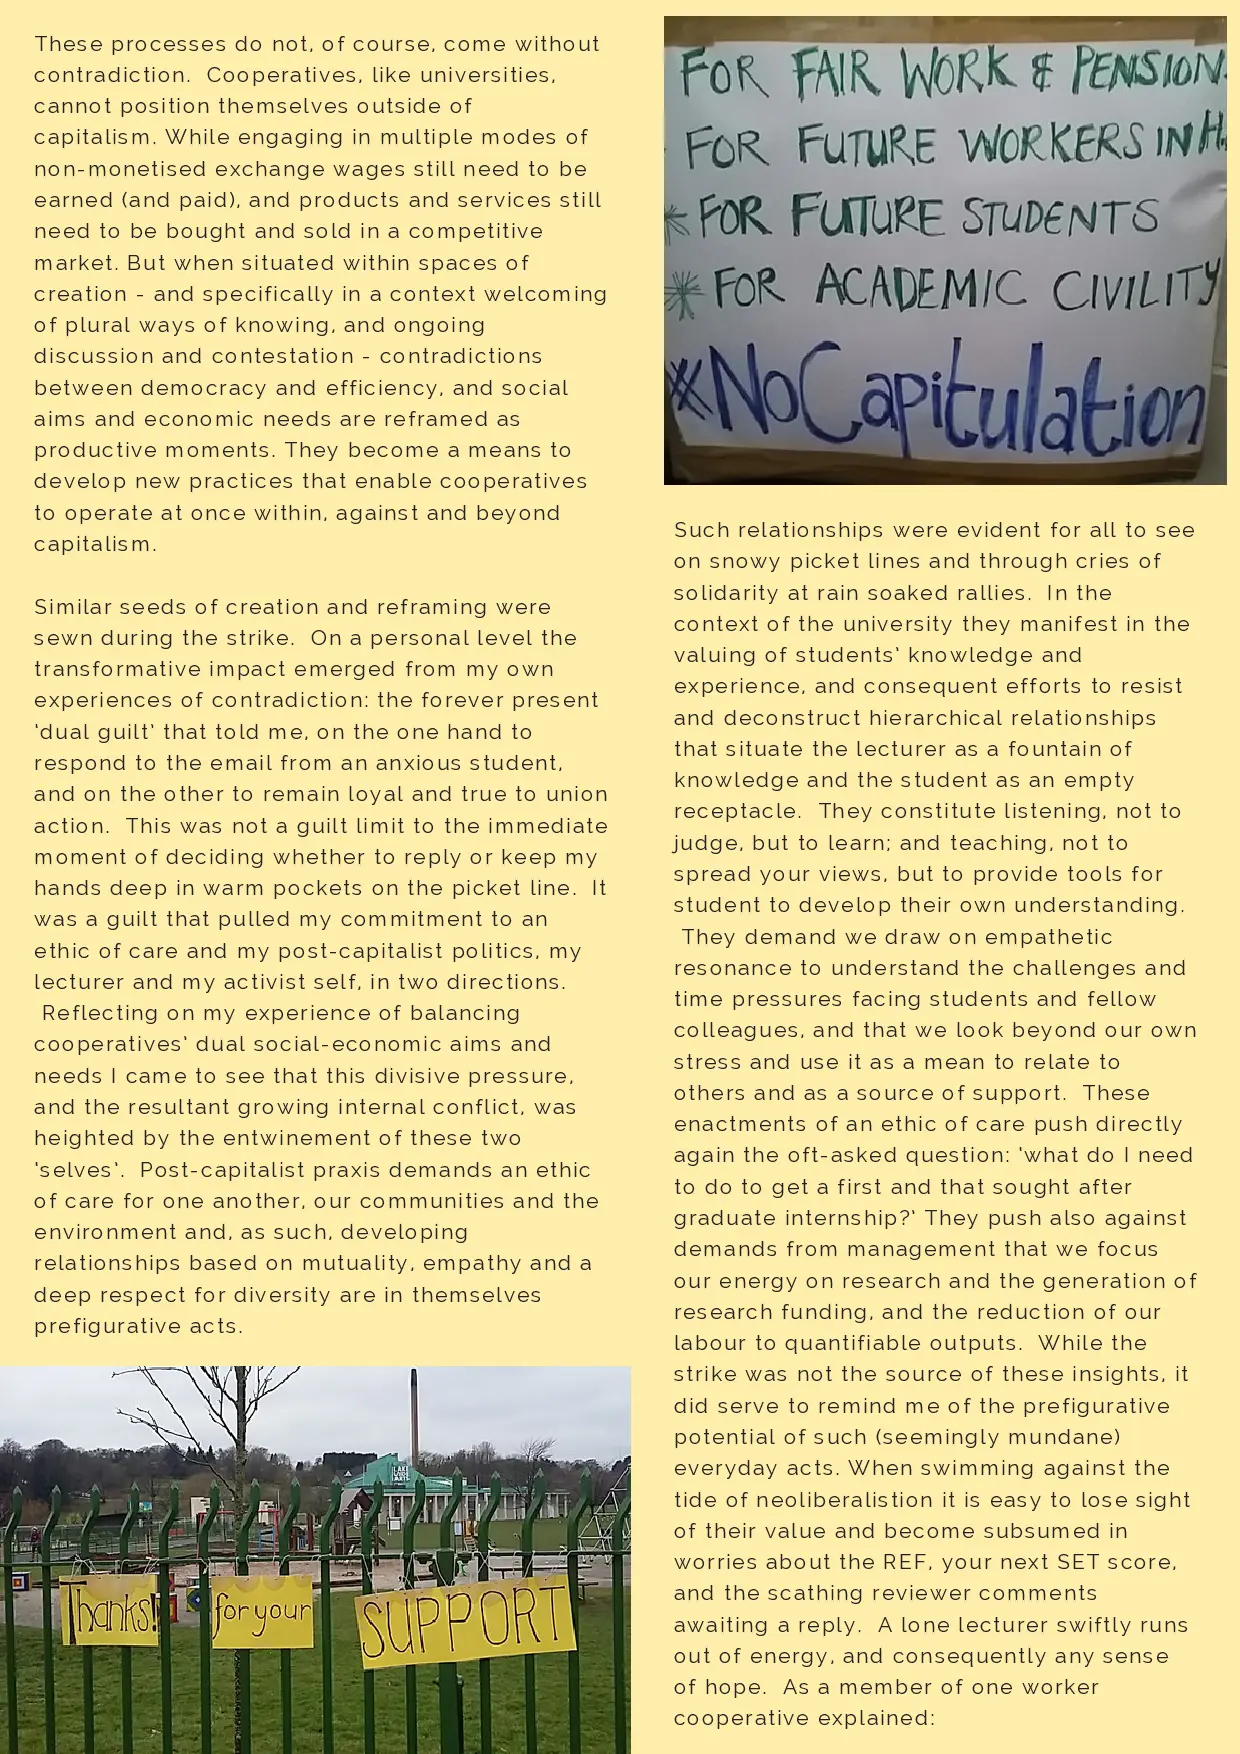 These processes do not, of course, come without
contradiction.  Cooperatives, like universities,
cannot position themselves outside of
capitalism. While engaging in multiple modes of
non-monetised exchange wages still need to be
earned (and paid), and products and services still
need to be bought and sold in a competitive
market. But when situated within spaces of
creation - and specifically in a context welcoming
of plural ways of knowing, and ongoing
discussion and contestation - contradictions
between democracy and efficiency, and social
aims and economic needs are reframed as
productive moments. They become a means to
develop new practices that enable cooperatives
to operate at once within, against and beyond
capitalism.
Similar seeds of creation and reframing were
sewn during the strike.  On a personal level the
transformative impact emerged from my own
experiences of contradiction: the forever present
‘dual guilt‘ that told me, on the one hand to
respond to the email from an anxious student,
and on the other to remain loyal and true to union
action.  This was not a guilt limit to the immediate
moment of deciding whether to reply or keep my
hands deep in warm pockets on the picket line.  It
was a guilt that pulled my commitment to an
ethic of care and my post-capitalist politics, my
lecturer and my activist self, in two directions.
Reflecting on my experience of balancing
cooperatives‘ dual social-economic aims and
needs I came to see that this divisive pressure,
and the resultant growing internal conflict, was
heighted by the entwinement of these two
‘selves‘.  Post-capitalist praxis demands an ethic
of care for one another, our communities and the
environment and, as such, developing
relationships based on mutuality, empathy and a
deep respect for diversity are in themselves
prefigurative acts.
LAKE
SIDE
ARTS
Thanks!
for your
SUPPORT
FOR FAIR WORK & PENSION
FOR FUTURE WORKERS IN H
FOR FUTURE STUDENTS
FOR ACADEMIC CIVILITY
#NoCapitulation
Such relationships were evident for all to see
on snowy picket lines and through cries of
solidarity at rain soaked rallies.  In the
context of the university they manifest in the
valuing of students‘ knowledge and
experience, and consequent efforts to resist
and deconstruct hierarchical relationships
that situate the lecturer as a fountain of
knowledge and the student as an empty
receptacle.  They constitute listening, not to
judge, but to learn; and teaching, not to
spread your views, but to provide tools for
student to develop their own understanding.
They demand we draw on empathetic
resonance to understand the challenges and
time pressures facing students and fellow
colleagues, and that we look beyond our own
stress and use it as a mean to relate to
others and as a source of support.  These
enactments of an ethic of care push directly
again the oft-asked question: ‘what do I need
to do to get a first and that sought after
graduate internship?‘ They push also against
demands from management that we focus
our energy on research and the generation of
research funding, and the reduction of our
labour to quantifiable outputs.  While the
strike was not the source of these insights, it
did serve to remind me of the prefigurative
potential of such (seemingly mundane)
everyday acts. When swimming against the
tide of neoliberalistion it is easy to lose sight
of their value and become subsumed in
worries about the REF, your next SET score,
and the scathing reviewer comments
awaiting a reply.  A lone lecturer swiftly runs
out of energy, and consequently any sense
of hope.  As a member of one worker
cooperative explained: